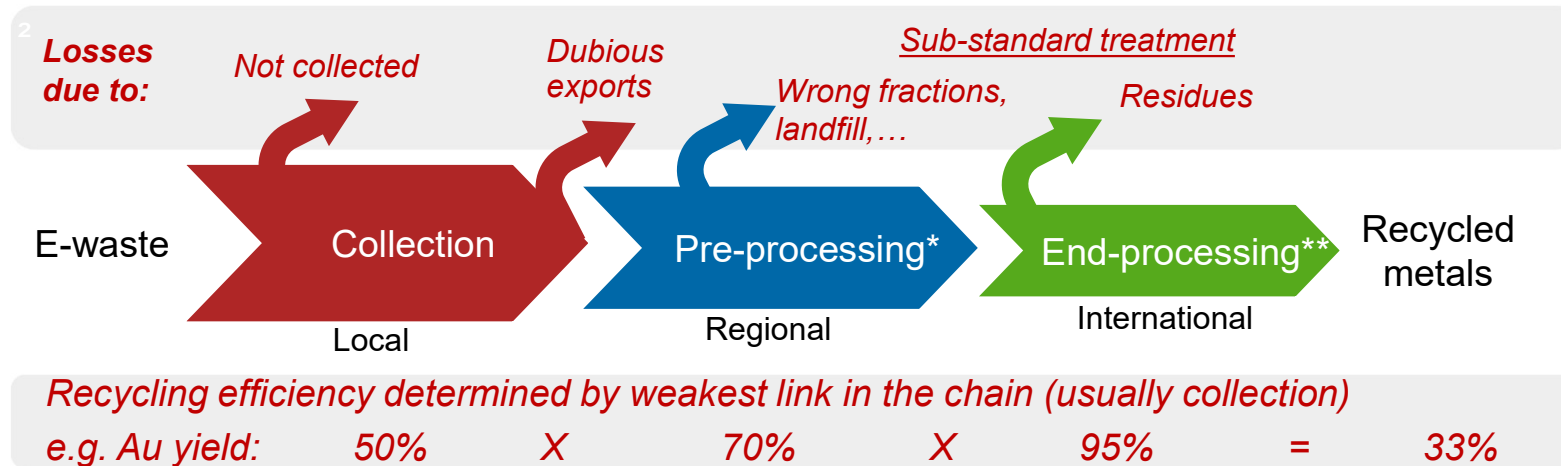 2
Losses
due to:
Not collected
Dubious
exports
Sub-standard treatment
Wrong fractions,
landfill,…
Residues
E-waste
Collection
Pre-processing*
End-processing**
Recycled
metals
Local
Regional
International
Recycling efficiency determined by weakest link in the chain (usually collection)
e.g. Au yield: 50% X 70% X 95% = 33%